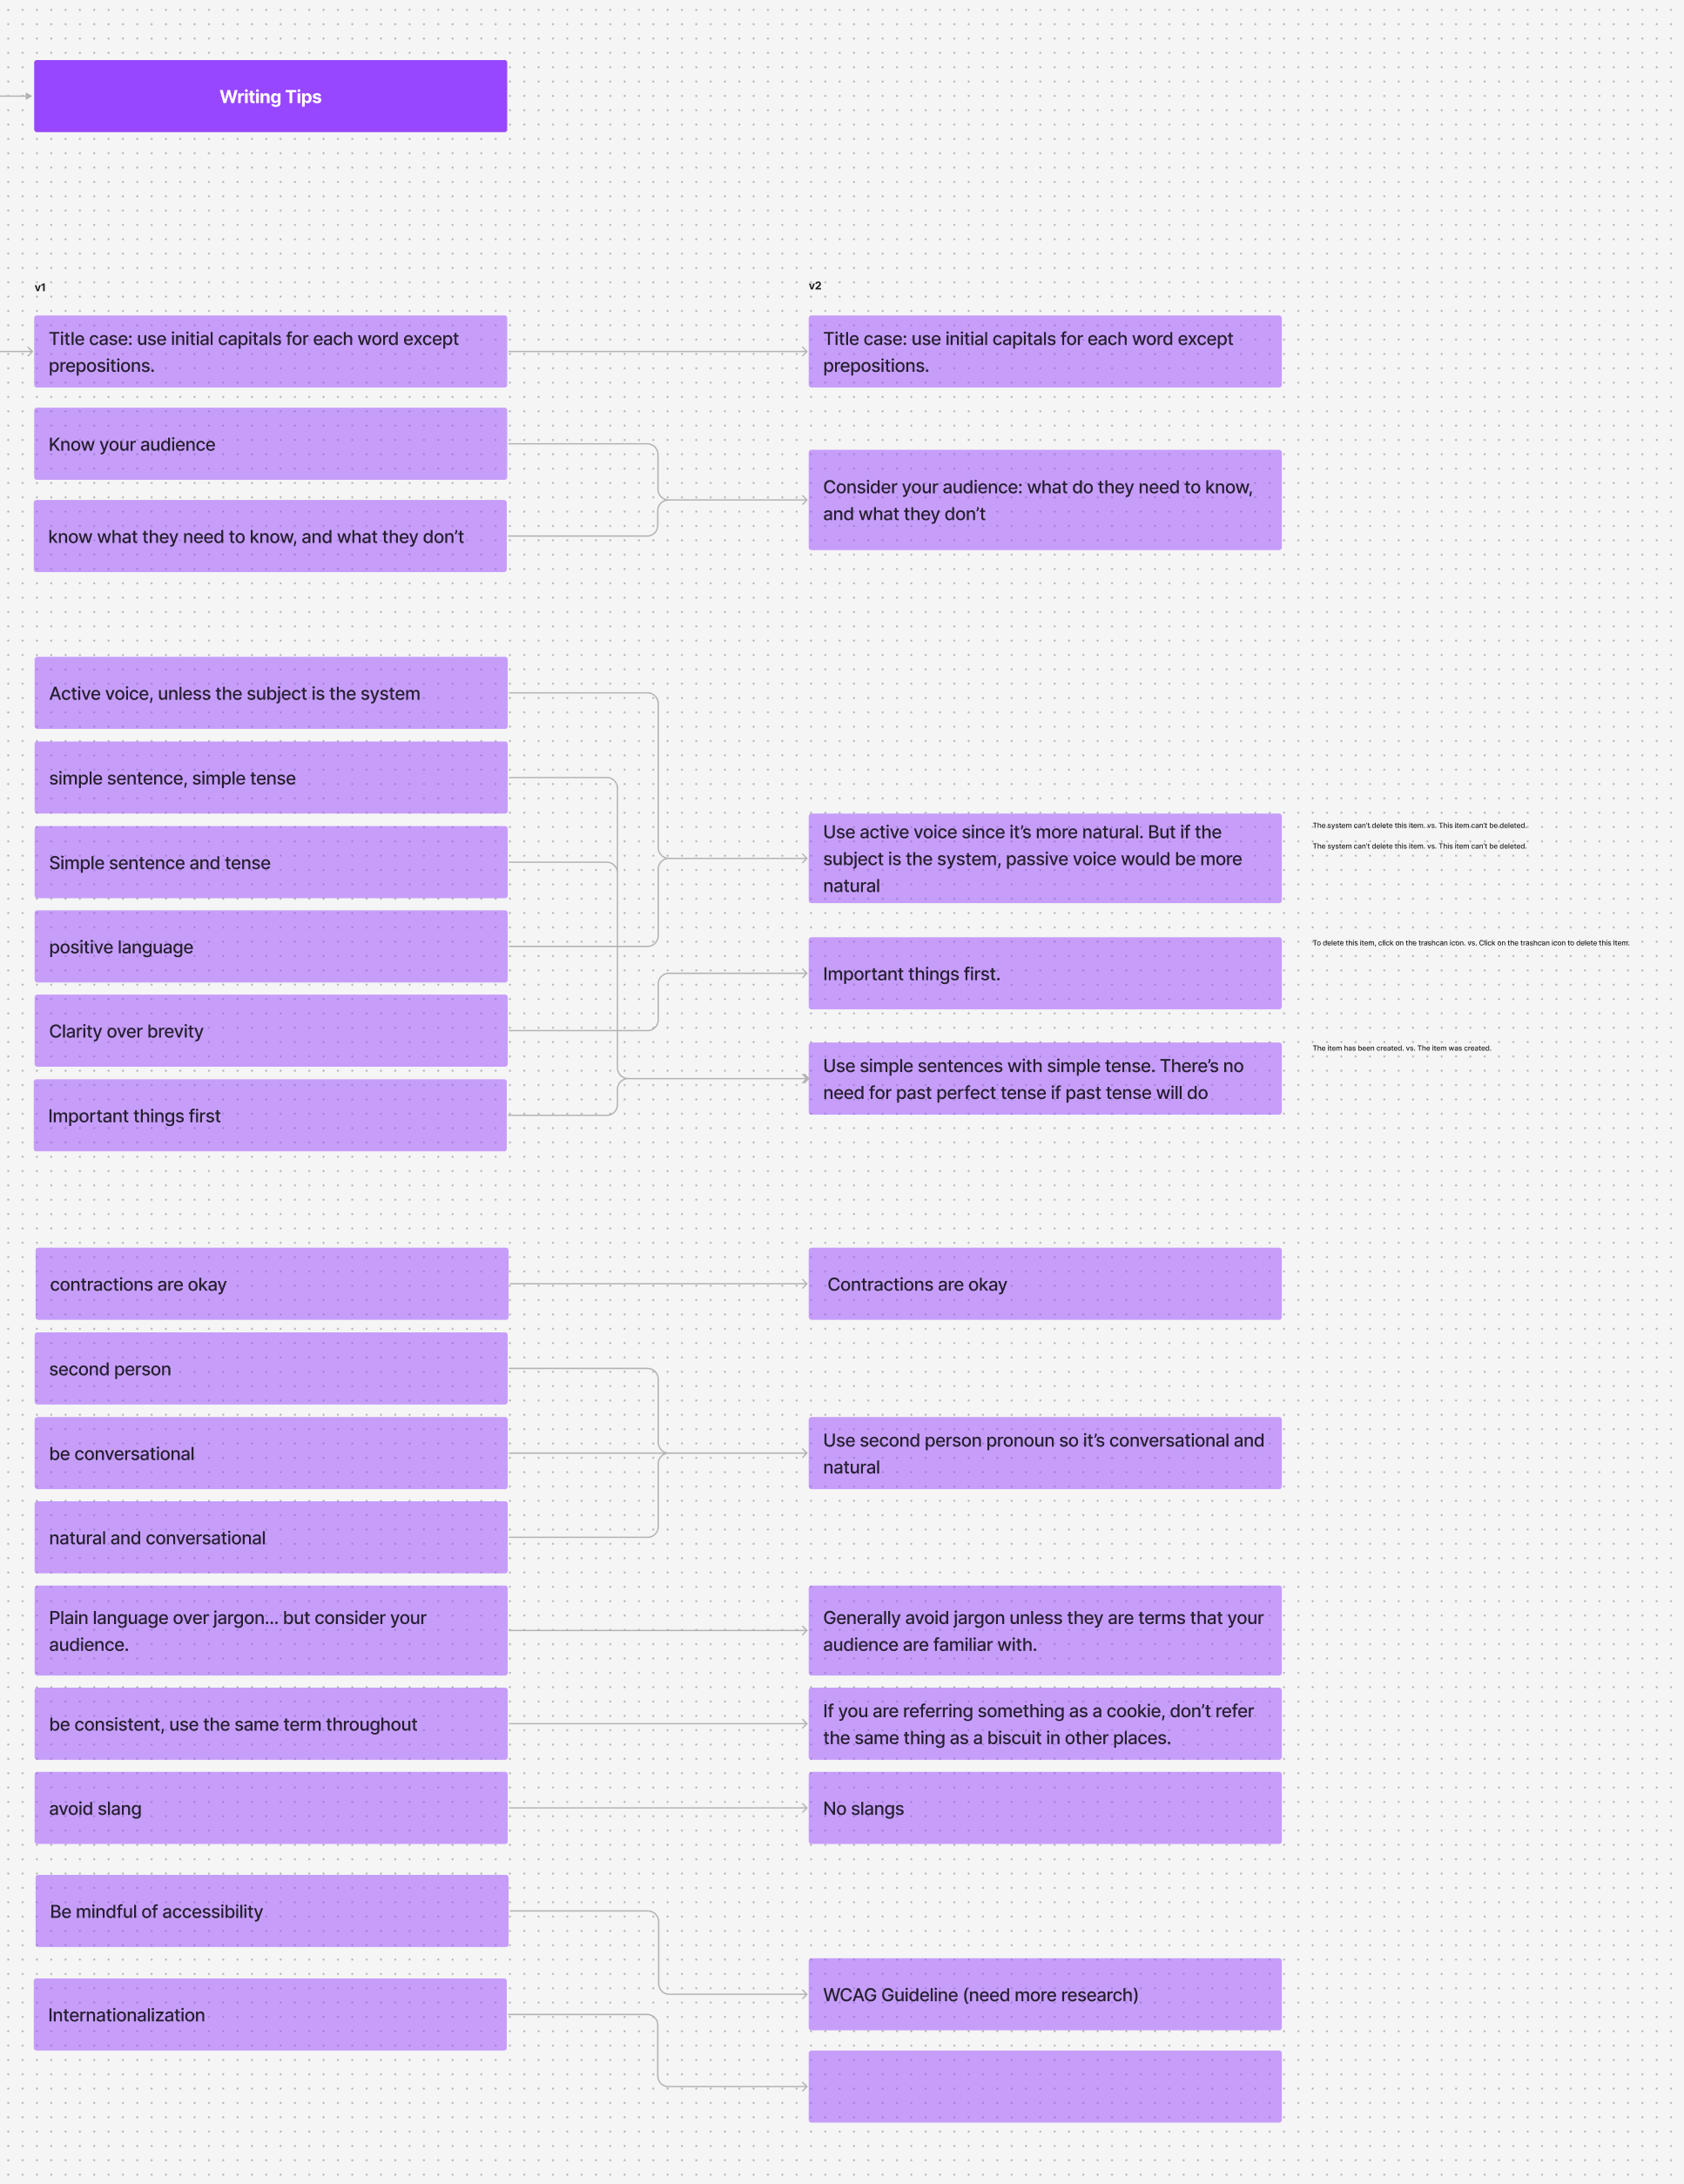 Writing Tips
v1
v2
Title case: use initial capitals for each word except
prepositions.
Title case: use initial capitals for each word except
prepositions.
Know your audience
know what they need to know, and what they don’t
Consider your audience: what do they need to know,
and what they don’t
Active voice, unless the subject is the system
simple sentence, simple tense
Simple sentence and tense
positive language
Clarity over brevity
Important things first
Use active voice since it’s more natural. But if the
subject is the system, passive voice would be more
natural
The system can’t delete this item. vs. This item can’t be deleted.
The system can’t delete this item. vs. This item can’t be deleted.
Important things first.
To delete this item, click on the trashcan icon. vs. Click on the trashcan icon to delete this item.
Use simple sentences with simple tense. There’s no
need for past perfect tense if past tense will do
The item has been created. vs. The item was created.
contractions are okay
Contractions are okay
second person
be conversational
natural and conversational
Use second person pronoun so it’s conversational and
natural
Plain language over jargon... but consider your
audience.
Generally avoid jargon unless they are terms that your
audience are familiar with.
be consistent, use the same term throughout
If you are referring something as a cookie, don’t refer
the same thing as a biscuit in other places.
avoid slang
No slangs
Be mindful of accessibility
WCAG Guideline (need more research)
Internationalization